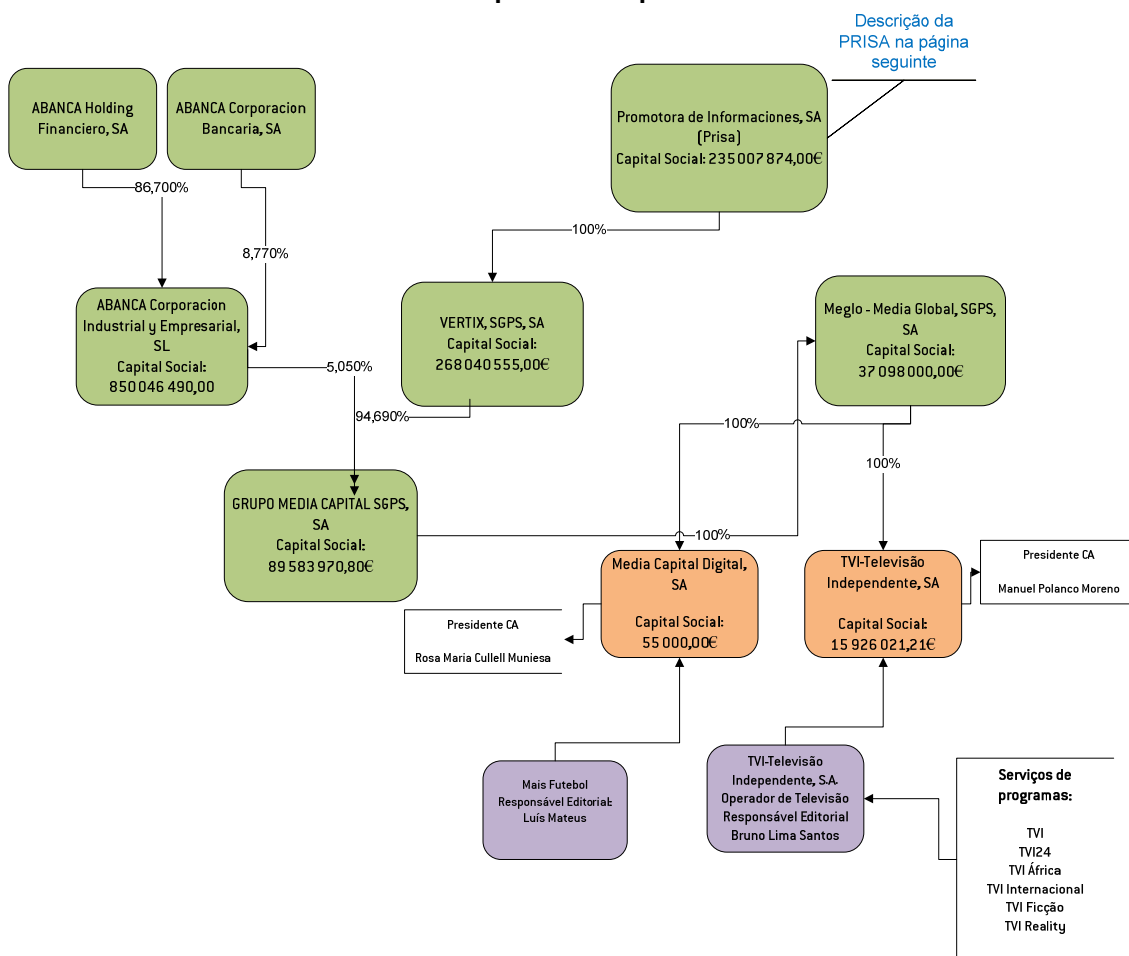 Descrição da
PRISA na página
seguinte
ABANCA Holding
Financiero, SA
ABANCA Corporacion
Bancaria, SA
Promotora de Informaciones, SA
(Prisa)
Capital Social: 235 007 874,00€
86,700%
8,770%
100%
ABANCA Corporacion
Industrial y Empresarial,
SL
Capital Social:
850 046 490,00
VERTIX, SGPS, SA
Capital Social:
268 040 555,00€
Meglo - Media Global, SGPS,
SA
Capital Social:
37 098 000,00€
5,050%
94,690%
100%
100%
GRUPO MEDIA CAPITAL SGPS,
SA
Capital Social:
89 583 970,80€
100%
Media Capital Digital,
SA
Capital Social:
55 000,00€
TVI-Televisão
Independente, SA
Capital Social:
15 926 021,21€
Presidente CA
Manuel Polanco Moreno
Presidente CA
Rosa Maria Cullell Muniesa
Mais Futebol
Responsável Editorial:
Luís Mateus
TVI-Televisão
Independente, S.A.
Operador de Televisão
Responsável Editorial
Bruno Lima Santos
Serviços de
programas:
TVI
TVI24
TVI África
TVI Internacional
TVI Ficção
TVI Reality